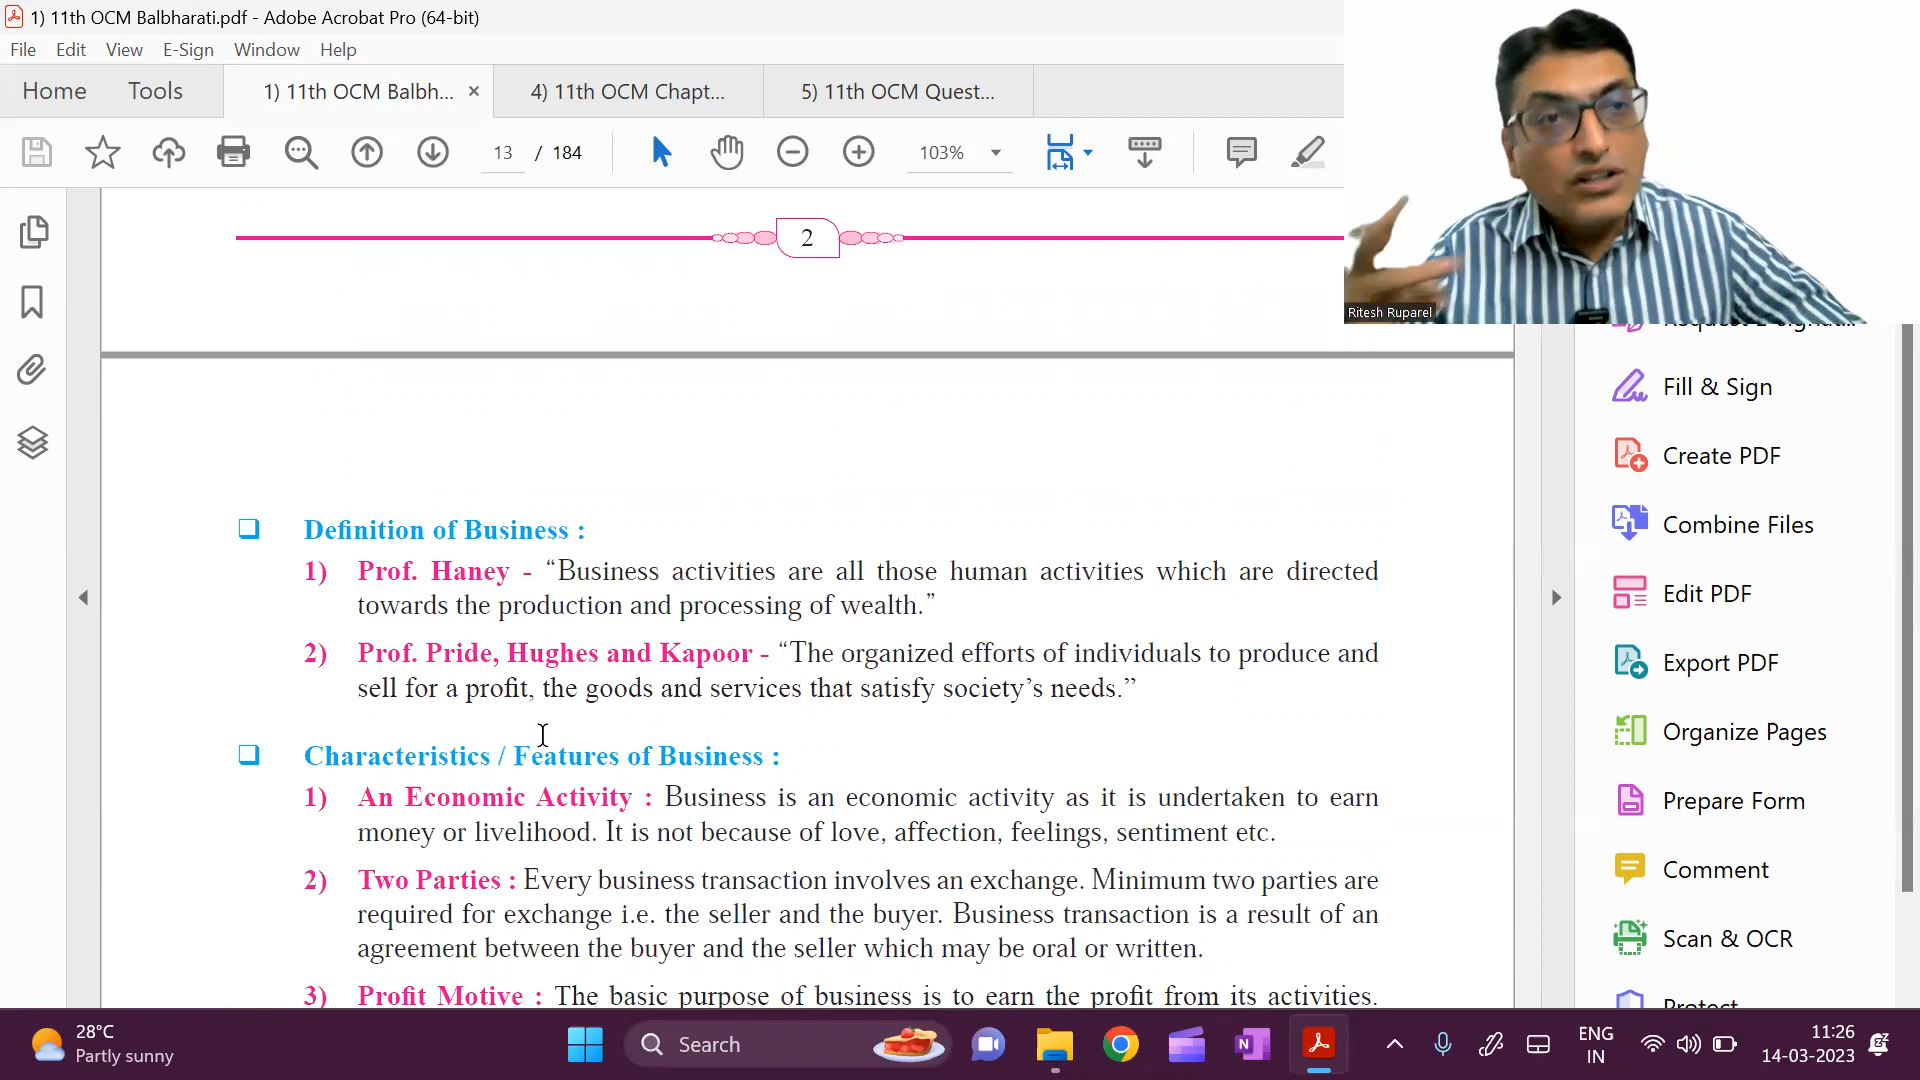 1) 11th OCM Balbharati.pdf - Adobe Acrobat Pro (64-bit)
File Edit View E-Sign Window Help
Home Tools 1) 11th OCM Balbh... × 4) 11th OCM Chapt... 5) 11th OCM Quest...
13 / 184 103%
Ritesh Ruparel
2
Fill & Sign
Create PDF
Combine Files
Edit PDF
Export PDF
Organize Pages
Prepare Form
Comment
Scan & OCR
Protect
❑ Definition of Business :
1) Prof. Haney - “Business activities are all those human activities which are directed
towards the production and processing of wealth.”
2) Prof. Pride, Hughes and Kapoor - “The organized efforts of individuals to produce and
sell for a profit, the goods and services that satisfy society’s needs.”
❑ Characteristics / Features of Business :
1) An Economic Activity : Business is an economic activity as it is undertaken to earn
money or livelihood. It is not because of love, affection, feelings, sentiment etc.
2) Two Parties : Every business transaction involves an exchange. Minimum two parties are
required for exchange i.e. the seller and the buyer. Business transaction is a result of an
agreement between the buyer and the seller which may be oral or written.
3) Profit Motive : The basic purpose of business is to earn the profit from its activities.
28°C
Partly sunny
Search
N
ENG
IN
11:26
14-03-2023